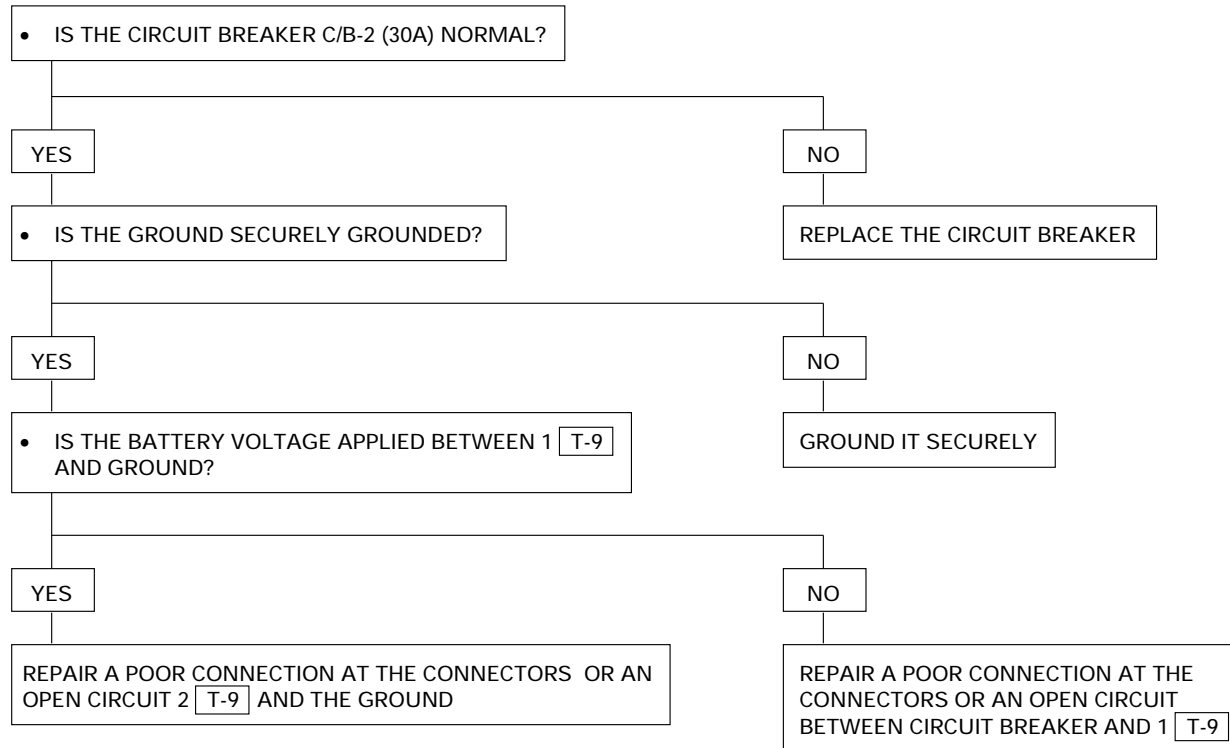 • IS THE CIRCUIT BREAKER C/B-2 (30A) NORMAL?
YES
NO
• IS THE GROUND SECURELY GROUNDED?
REPLACE THE CIRCUIT BREAKER
YES
NO
• IS THE BATTERY VOLTAGE APPLIED BETWEEN 1 T-9
AND GROUND?
GROUND IT SECURELY
YES
NO
REPAIR A POOR CONNECTION AT THE CONNECTORS OR AN
OPEN CIRCUIT 2 T-9 AND THE GROUND
REPAIR A POOR CONNECTION AT THE
CONNECTORS OR AN OPEN CIRCUIT
BETWEEN CIRCUIT BREAKER AND 1 T-9